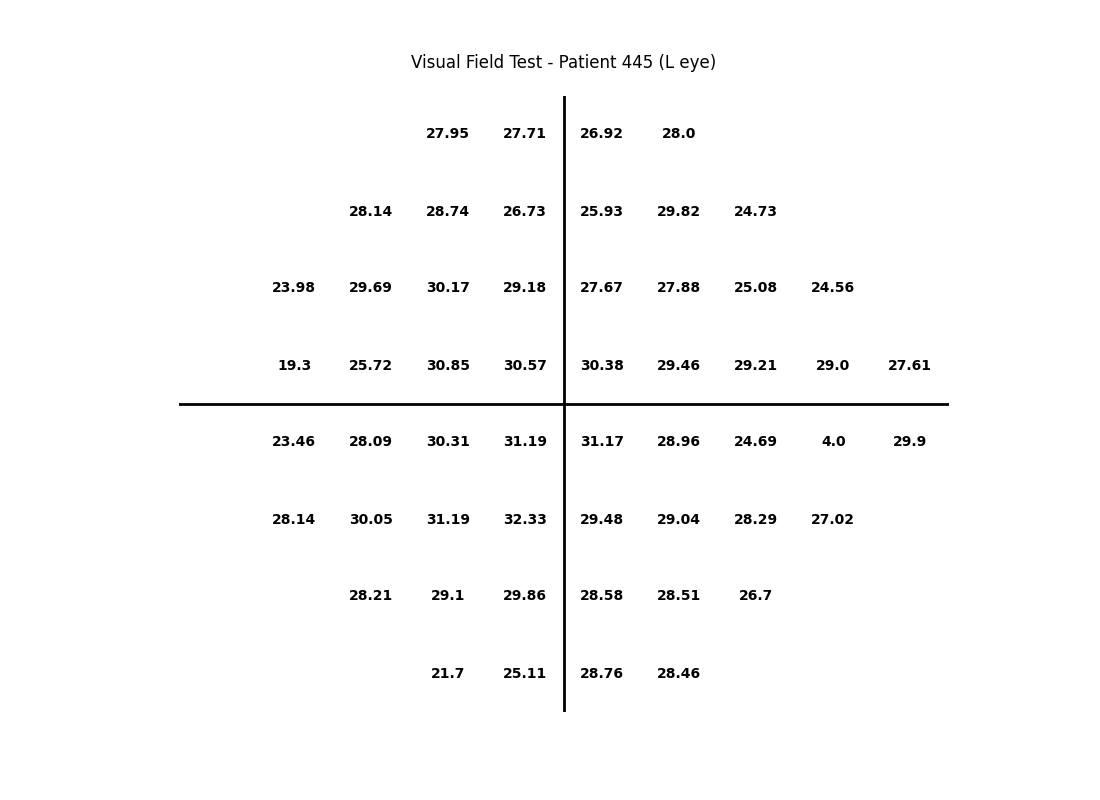 Visual Field Test - Patient 445 (L eye)
27.95 27.71 26.92 28.0
28.14 28.74 26.73 25.93 29.82 24.73
23.98 29.69 30.17 29.18 27.67 27.88 25.08 24.56
19.3 25.72 30.85 30.57 30.38 29.46 29.21 29.0 27.61
23.46 28.09 30.31 31.19 31.17 28.96 24.69 4.0 29.9
28.14 30.05 31.19 32.33 29.48 29.04 28.29 27.02
28.21 29.1 29.86 28.58 28.51 26.7
21.7 25.11 28.76 28.46